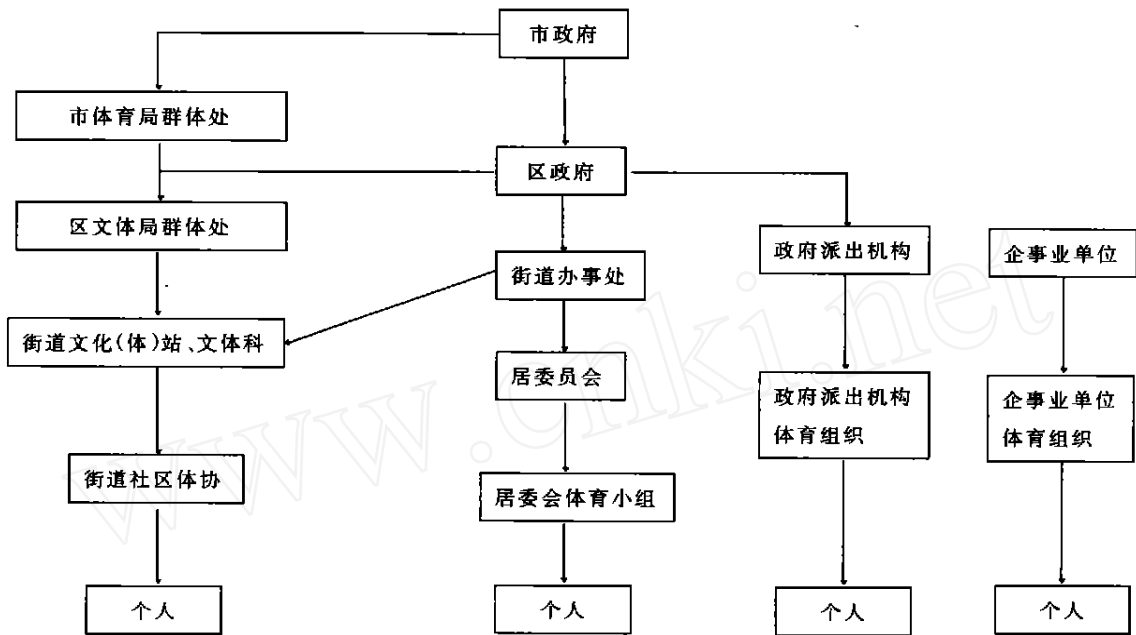 市政府
市体育局群体处
区政府
区文体局群体处
政府派出机构
企事业单位
街道办事处
街道文化(体)站、文体科
居委员会
政府派出机构
体育组织
企事业单位
体育组织
街道社区体协
居委会体育小组
个人
个人
个人
个人
www.cnki.net